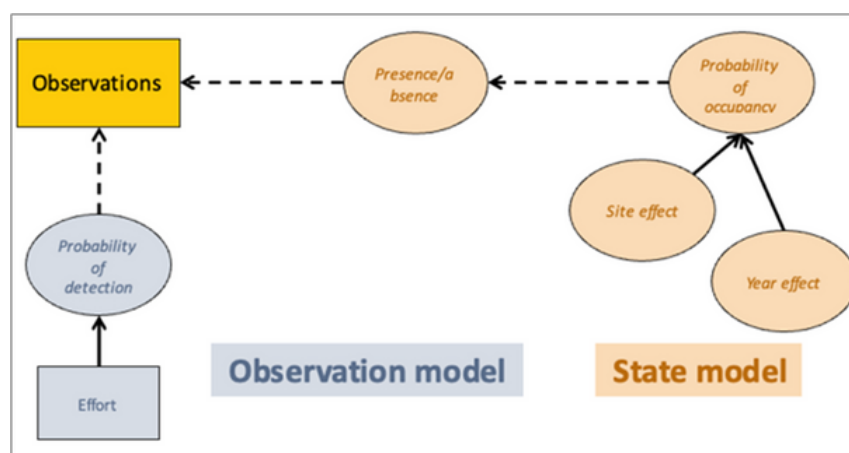 Observations
Presence/a
bsence
Probability
of
occupancy
Site effect
Year effect
Probability
of
detection
Effort
Observation model
State model